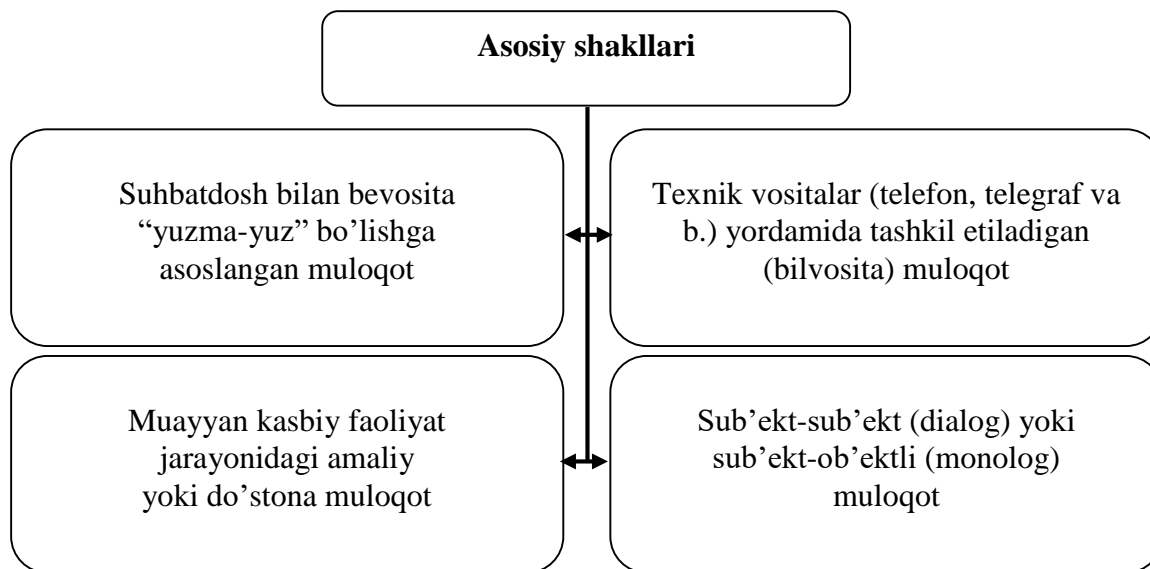 Asosiy shakllari
Suhbatdosh bilan bevosita
“yuzma-yuz” bo’lishga
asoslangan muloqot
Texnik vositalar (telefon, telegraf va
b.) yordamida tashkil etiladigan
(bilvosita) muloqot
Muayyan kasbiy faoliyat
jarayonidagi amaliy
yoki do’stona muloqot
Sub’ekt-sub’ekt (dialog) yoki
sub’ekt-ob’ektli (monolog)
muloqot